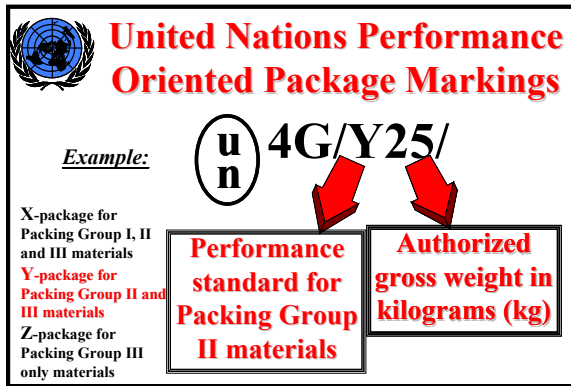 United Nations Performance
Oriented Package Markings
Example:
u
n
4G/Y25/
X-package for
Packing Group I, II
and III materials
Y-package for
Packing Group II and
III materials
Z-package for
Packing Group III
only materials
Performance
standard for
Packing Group
II materials
Authorized
gross weight in
kilograms (kg)